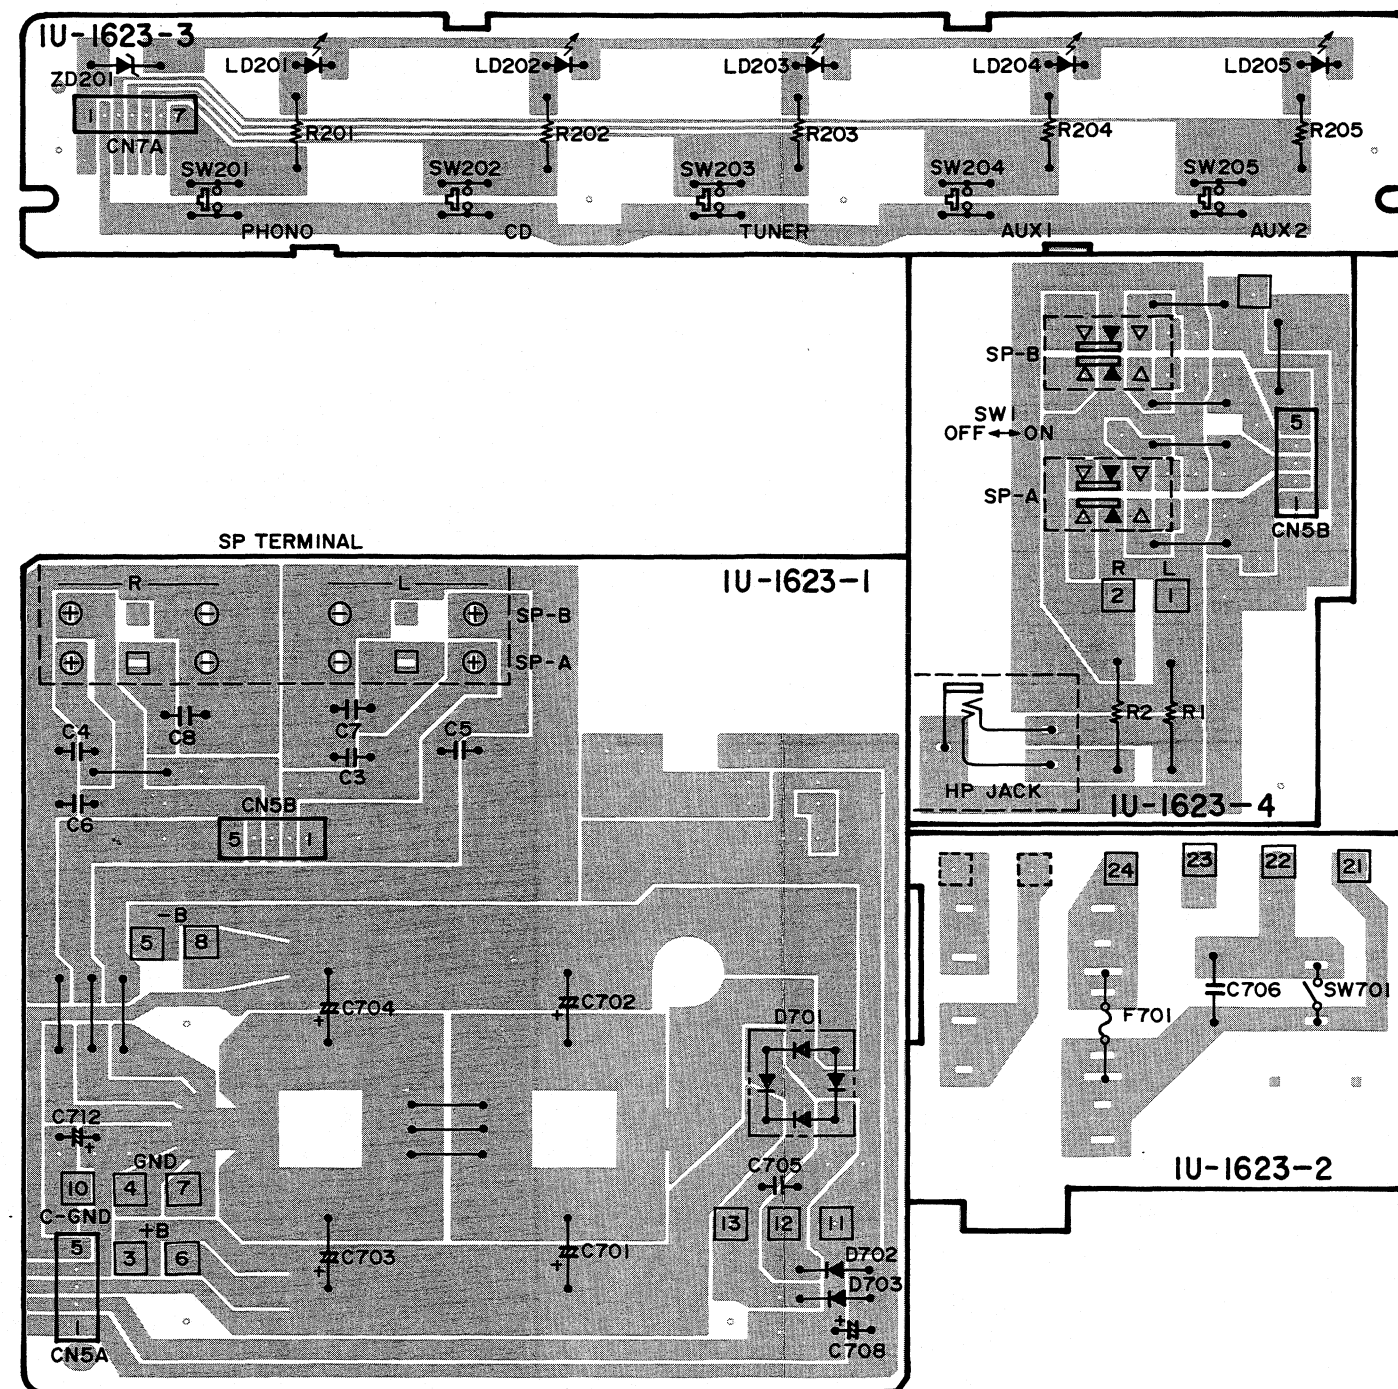 1U-1623-3
ZD201
LD201 LD202 LD203 LD204 LD205
1 7
CN7A
R201 R202 R203 R204 R205
SW201 SW202 SW203 SW204 SW205
PHONO CD TUNER AUX1 AUX2
SP-B
SW1
OFF ↔ ON
SP-A
5
1
CN5B
R L
2 1
R2 R1
HP JACK
1U-1623-4
SP TERMINAL
1U-1623-1
R L
+ - - + SP-B
+ - - + SP-A
C4 C8 C7 C5
C3
C6
CN5B
5 1
-B
5 8
C704 C702
D701
C712
+
GND
10 4 7
C-GND
+B
5
3 6
1
CN5A
C703 C701
+ +
C705
13 12 11
D702
D703
+
C708
24 23 22 21
C706 SW701
F701
1U-1623-2